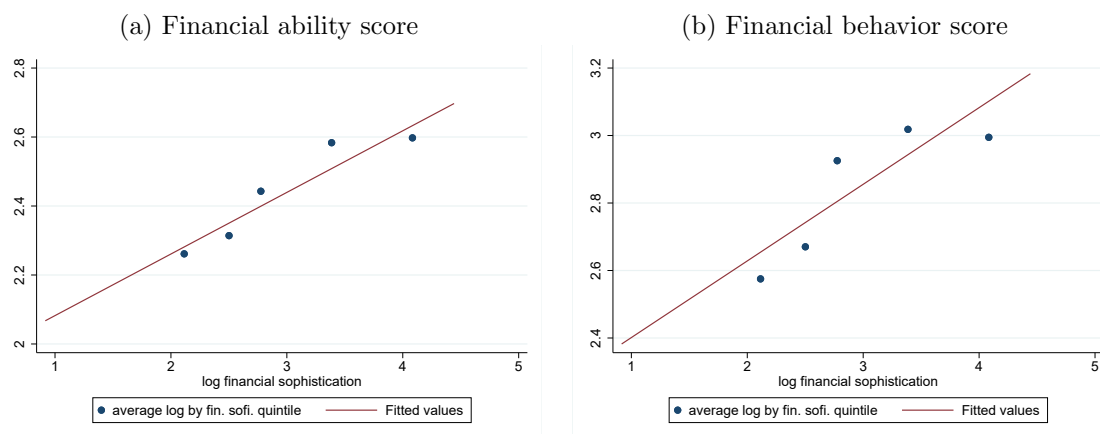 (a) Financial ability score
2.8
2.6
2.4
2.2
2
1 2 3 4 5
log financial sophistication
average log by fin. sofi. quintile Fitted values
(b) Financial behavior score
3.2
3
2.8
2.6
2.4
1 2 3 4 5
log financial sophistication
average log by fin. sofi. quintile Fitted values